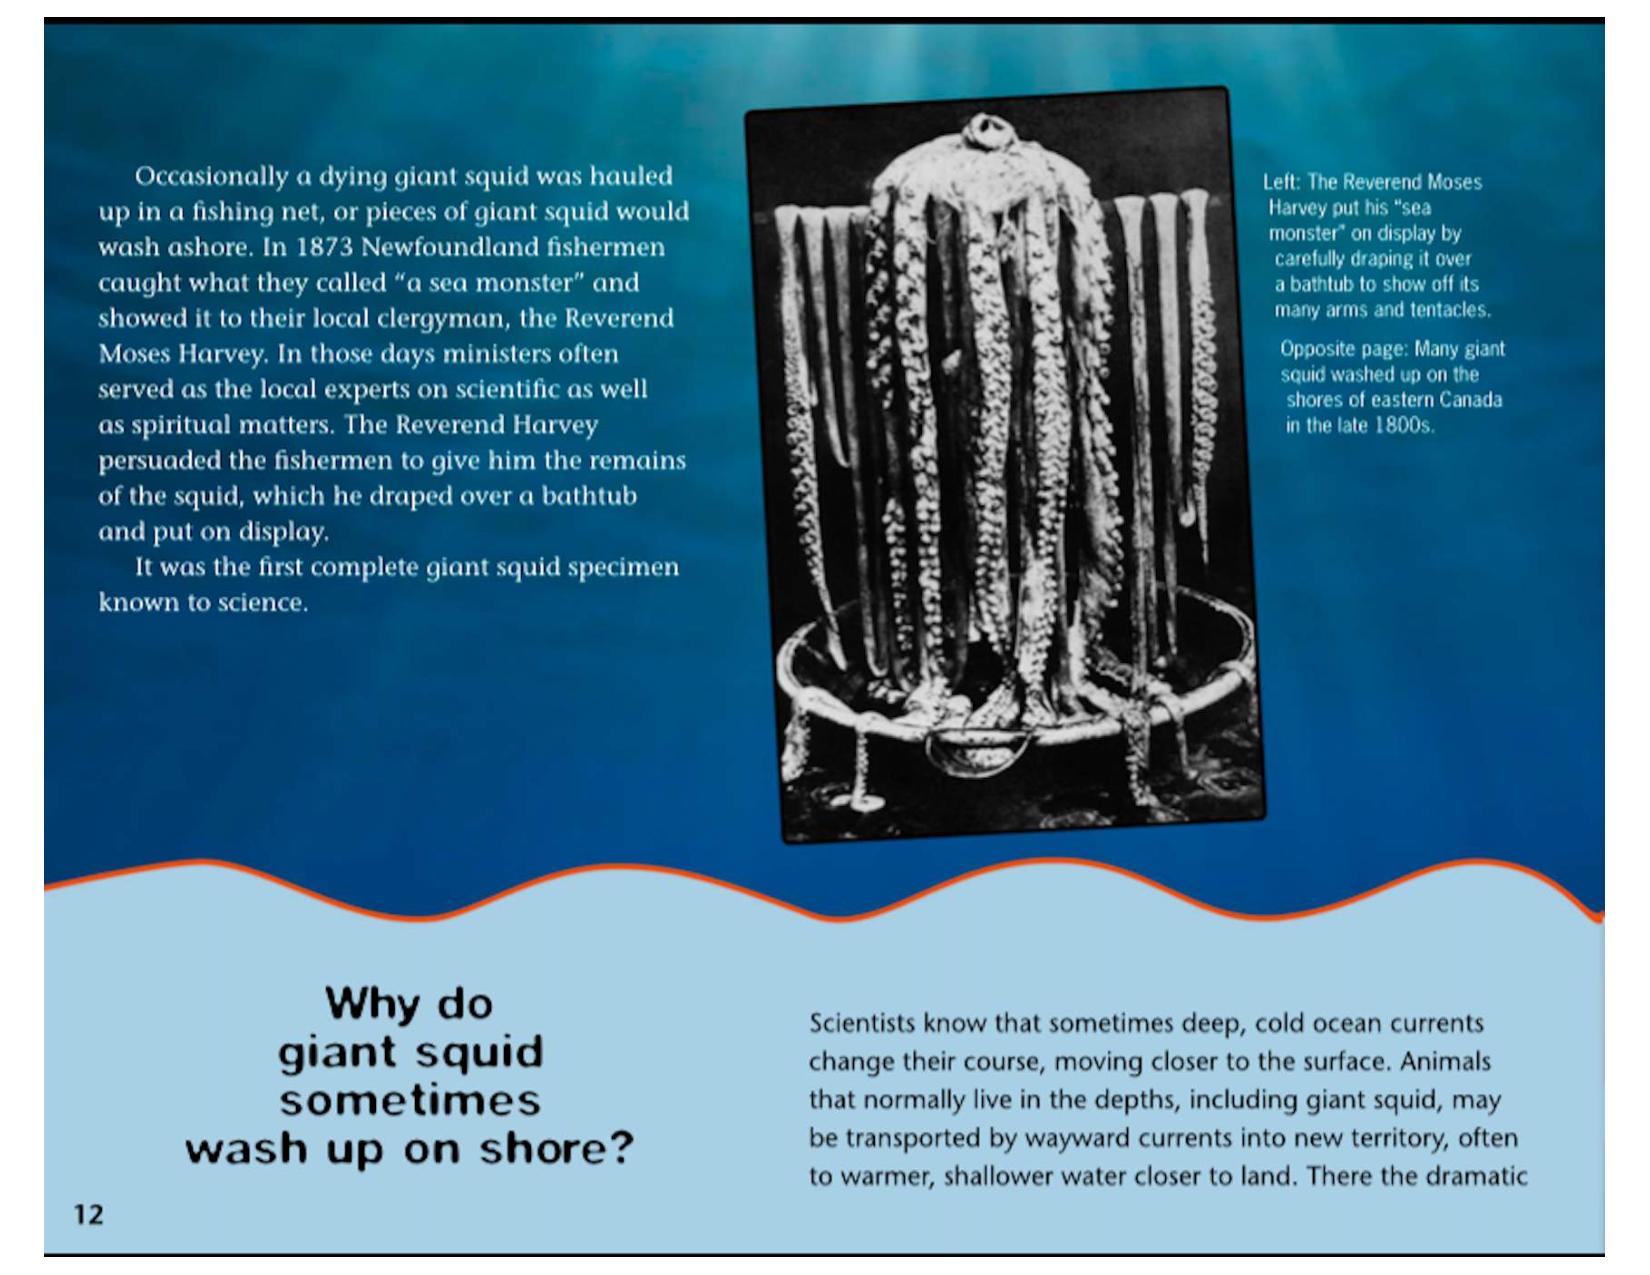 Occasionally a dying giant squid was hauled
up in a fishing net, or pieces of giant squid would
wash ashore. In 1873 Newfoundland fishermen
caught what they called “a sea monster” and
showed it to their local clergyman, the Reverend
Moses Harvey. In those days ministers often
served as the local experts on scientific as well
as spiritual matters. The Reverend Harvey
persuaded the fishermen to give him the remains
of the squid, which he draped over a bathtub
and put on display.
It was the first complete giant squid specimen
known to science.
Left: The Reverend Moses
Harvey put his “sea
monster” on display by
carefully draping it over
a bathtub to show off its
many arms and tentacles.
Opposite page: Many giant
squid washed up on the
shores of eastern Canada
in the late 1800s.
Why do
giant squid
sometimes
wash up on shore?
Scientists know that sometimes deep, cold ocean currents
change their course, moving closer to the surface. Animals
that normally live in the depths, including giant squid, may
be transported by wayward currents into new territory, often
to warmer, shallower water closer to land. There the dramatic
12